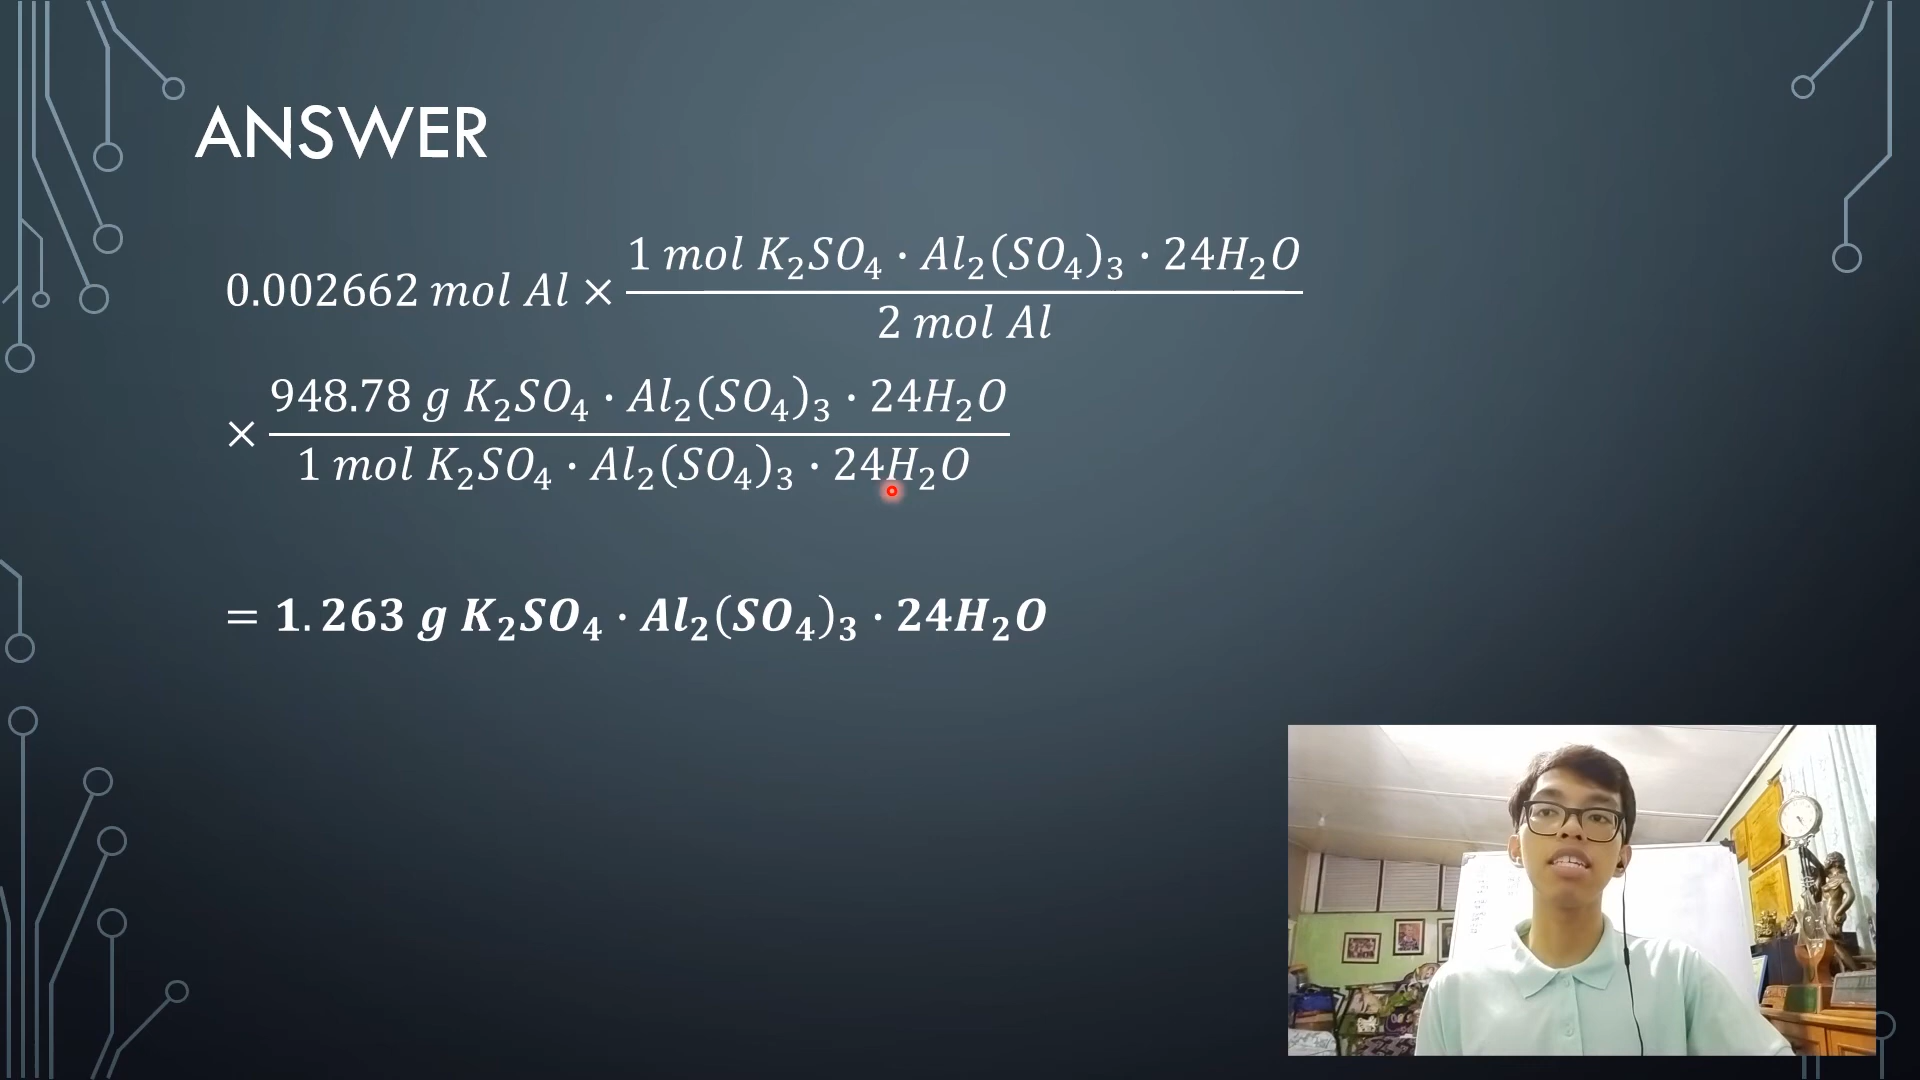 ANSWER
0.002662 mol Al × (1 mol K₂SO₄ · Al₂(SO₄)₃ · 24H₂O) / (2 mol Al)
× (948.78 g K₂SO₄ · Al₂(SO₄)₃ · 24H₂O) / (1 mol K₂SO₄ · Al₂(SO₄)₃ · 24H₂O)
= 1.263 g K₂SO₄ · Al₂(SO₄)₃ · 24H₂O